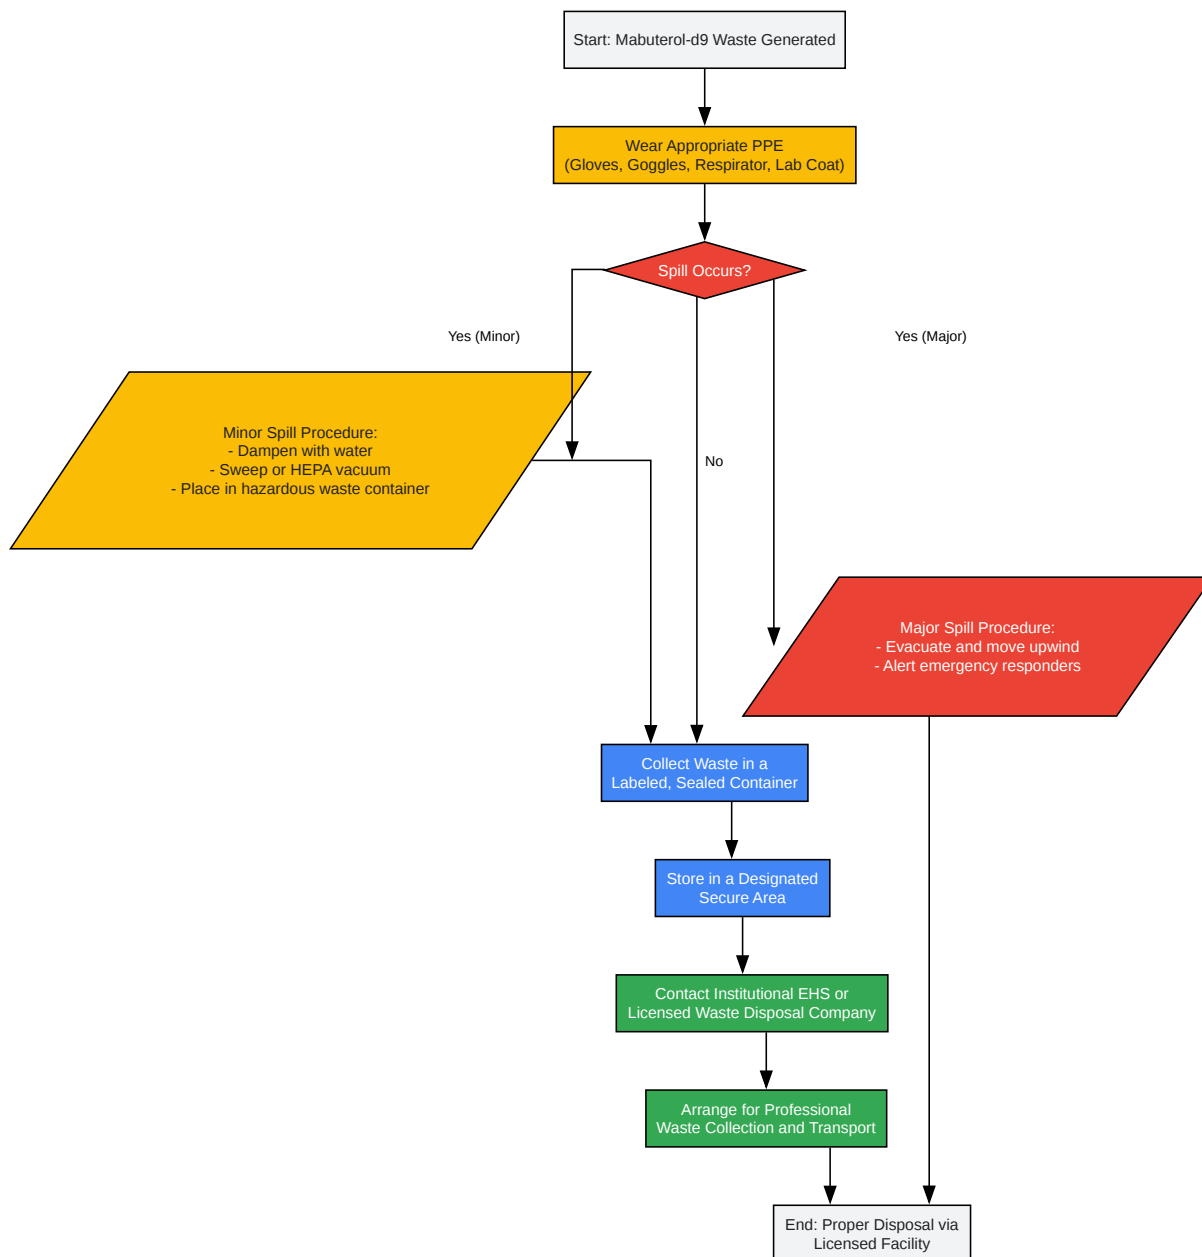 Start: Mabuterol-d9 Waste Generated
Wear Appropriate PPE
(Gloves, Goggles, Respirator, Lab Coat)
Spill Occurs?
Yes (Minor)
Yes (Major)
Minor Spill Procedure:
- Dampen with water
- Sweep or HEPA vacuum
- Place in hazardous waste container
No
Major Spill Procedure:
- Evacuate and move upwind
- Alert emergency responders
Collect Waste in a
Labeled, Sealed Container
Store in a Designated
Secure Area
Contact Institutional EHS or
Licensed Waste Disposal Company
Arrange for Professional
Waste Collection and Transport
End: Proper Disposal via
Licensed Facility